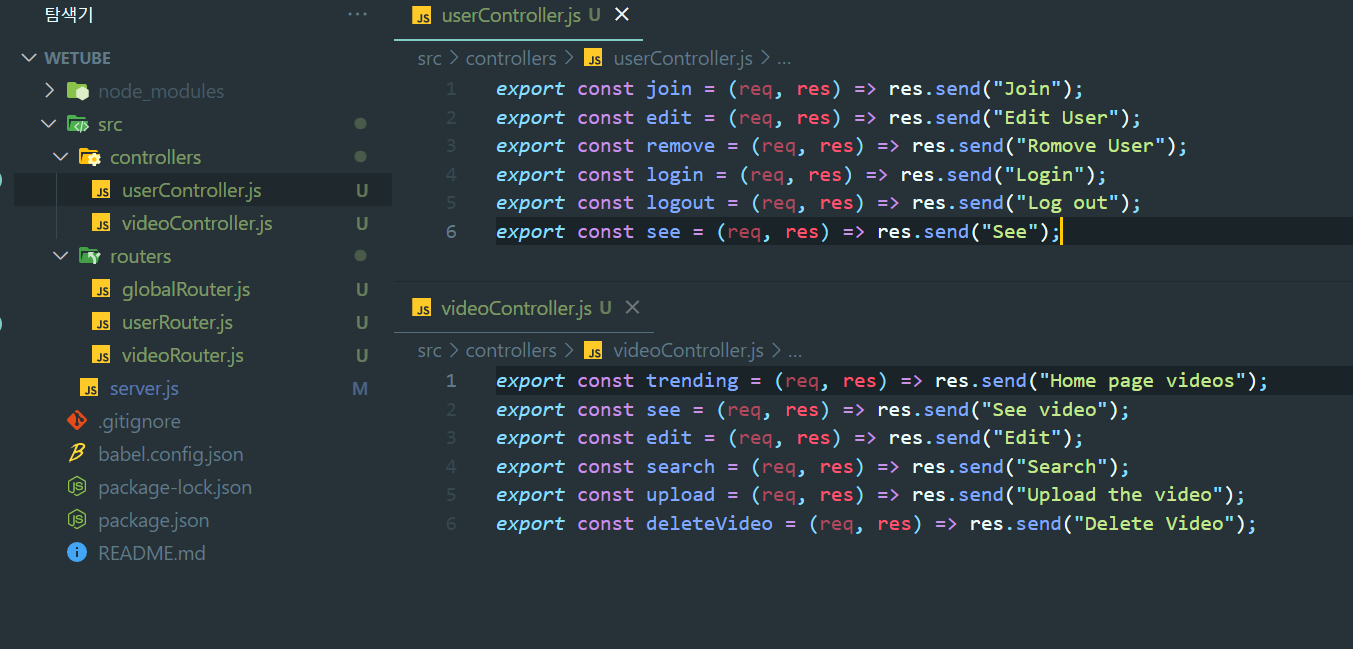 탐색기 ...
WETUBE
node_modules
src
controllers
userController.js U
videoController.js U
routers
globalRouter.js U
userRouter.js U
videoRouter.js U
server.js M
.gitignore
babel.config.json
package-lock.json
package.json
README.md
userController.js U
src > controllers > userController.js > ...
1 export const join = (req, res) => res.send("Join");
2 export const edit = (req, res) => res.send("Edit User");
3 export const remove = (req, res) => res.send("Romove User");
4 export const login = (req, res) => res.send("Login");
5 export const logout = (req, res) => res.send("Log out");
6 export const see = (req, res) => res.send("See");
videoController.js U
src > controllers > videoController.js > ...
1 export const trending = (req, res) => res.send("Home page videos");
2 export const see = (req, res) => res.send("See video");
3 export const edit = (req, res) => res.send("Edit");
4 export const search = (req, res) => res.send("Search");
5 export const upload = (req, res) => res.send("Upload the video");
6 export const deleteVideo = (req, res) => res.send("Delete Video");